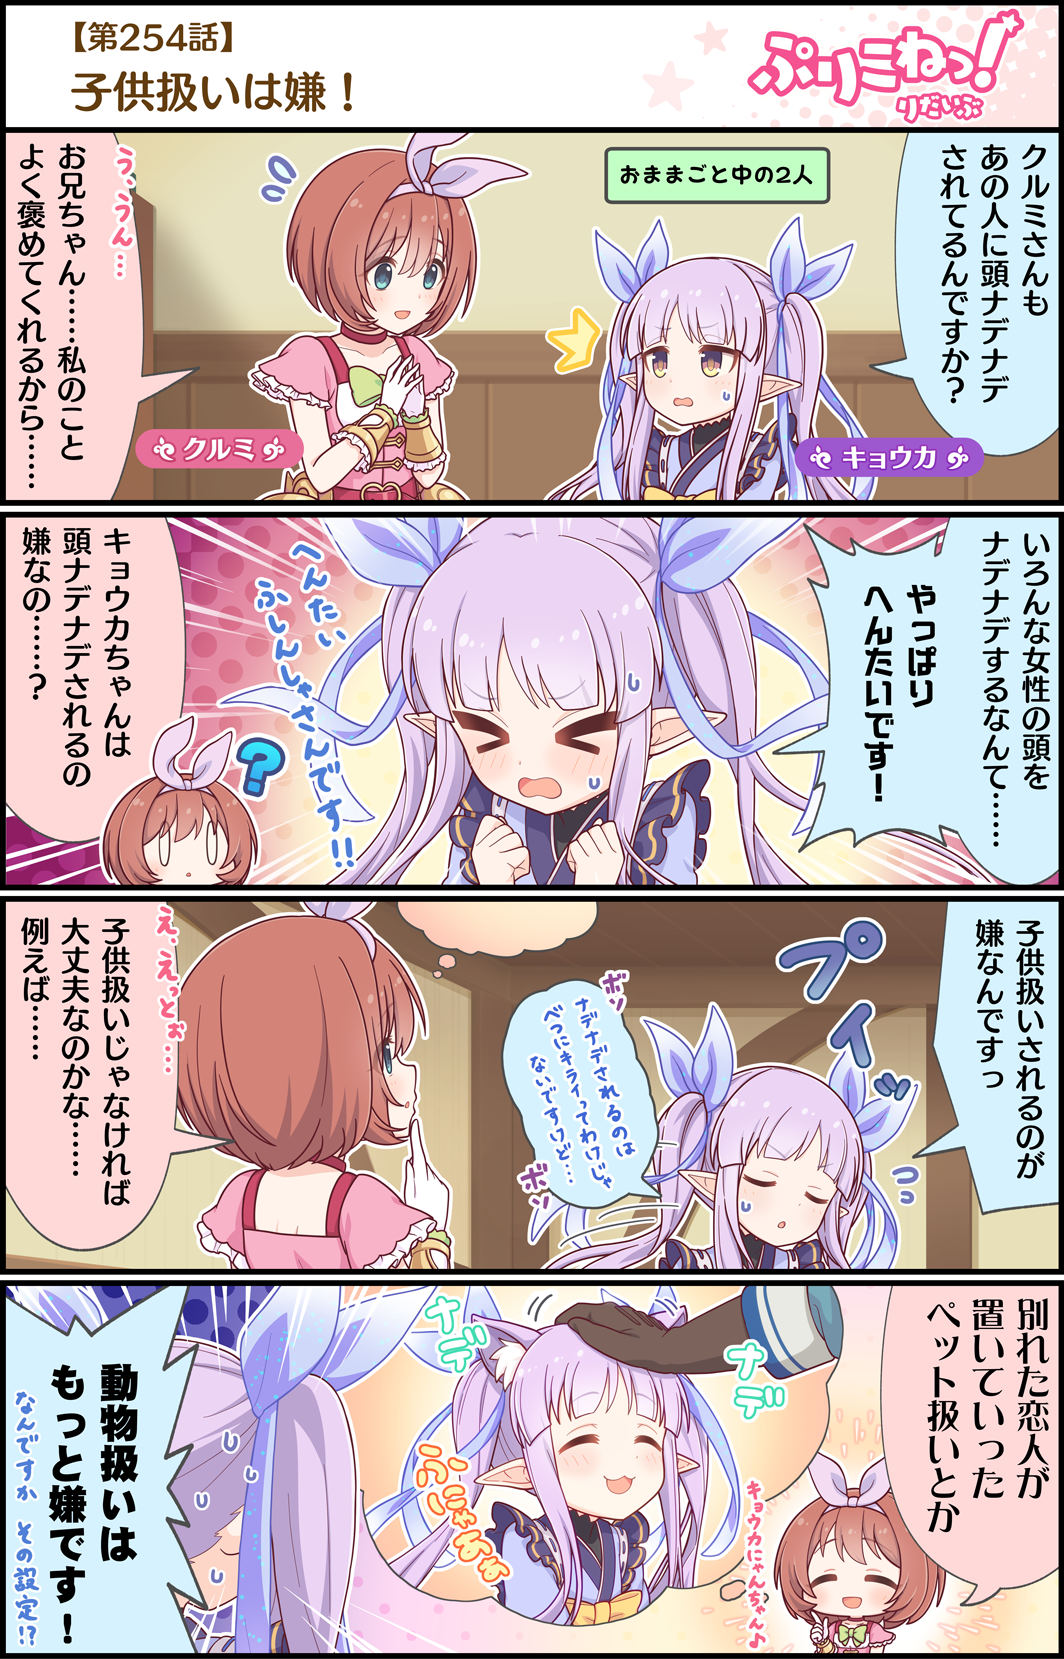 【第254話】
子供扱いは嫌！
ぷりこねっ！
りだいぶ
おままごと中の2人
クルミさんも
あの人に頭ナデナデ
されてるんですか？
キョウカ
う、うん…
お兄ちゃん……私のこと
よく褒めてくれるから……
クルミ
いろんな女性の頭を
ナデナデするなんて……
やっぱり
へんたいです！
へんたい
ふしんしゃさんです!!
キョウカちゃんは
頭ナデナデされるの
嫌なの……？
?
子供扱いされるのが
嫌なんですっ
プイッ
ボソ
ナデナデされるのは
べつにキライってわけじゃ
ないですけど…
ボソ
え、えっとぉ…
子供扱いじゃなければ
大丈夫なのかな……
例えば……
別れた恋人が
置いていった
ペット扱いとか
キョウカにゃんちゃん♪
ナデ
ナデ
ふにゃあぁ
動物扱いは
もっと嫌です！
なんですか その設定!?